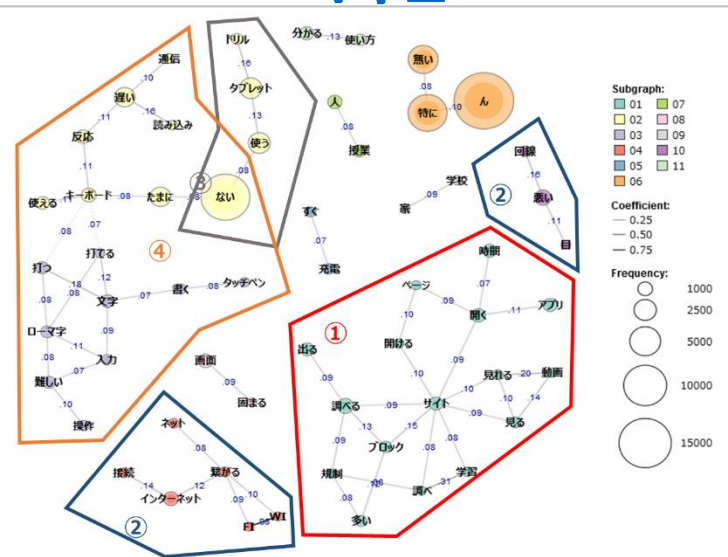 通信
.10
遅い
.16
読み込み
.11
反応
.11
使える
キーボード
.08
たまに
ない
.08
.07
打つ
打てる
.18
.12
.08
.08
文字
.07
書く
.08
タッチペン
ローマ字
.09
.11
入力
.08
.07
難しい
.10
操作
④
ドリル
.16
タブレット
.13
使う
.08
③
分かる
.13
使い方
人
.08
授業
無い
.08
特に
.10
ん
すぐ
.07
充電
家
.09
学校
回線
.16
悪い
.11
目
②
画面
.09
固まる
ネット
.08
接続
.14
インターネット
.12
繋がる
.09
.10
FI
WI
②
①
時間
.07
ページ
.09
開く
.11
アプリ
.10
開ける
.09
出る
.09
調べる
.09
サイト
.10
見れる
.20
動画
.10
.14
.09
見る
.13
.15
ブロック
.09
.08
.08
規制
.08
多い
調べ
.31
学習
Subgraph:
01
02
03
04
05
06
07
08
09
10
11
Coefficient:
0.25
0.50
0.75
Frequency:
1000
2500
5000
10000
15000